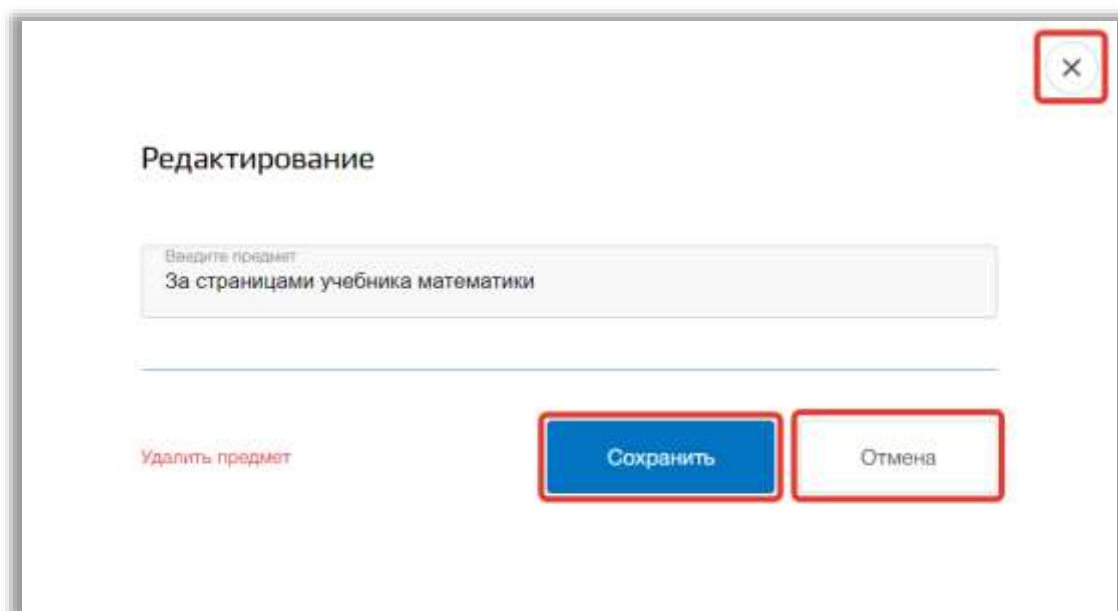 Редактирование
Введите предмет
За страницами учебника математики
Удалить предмет
Сохранить
Отмена